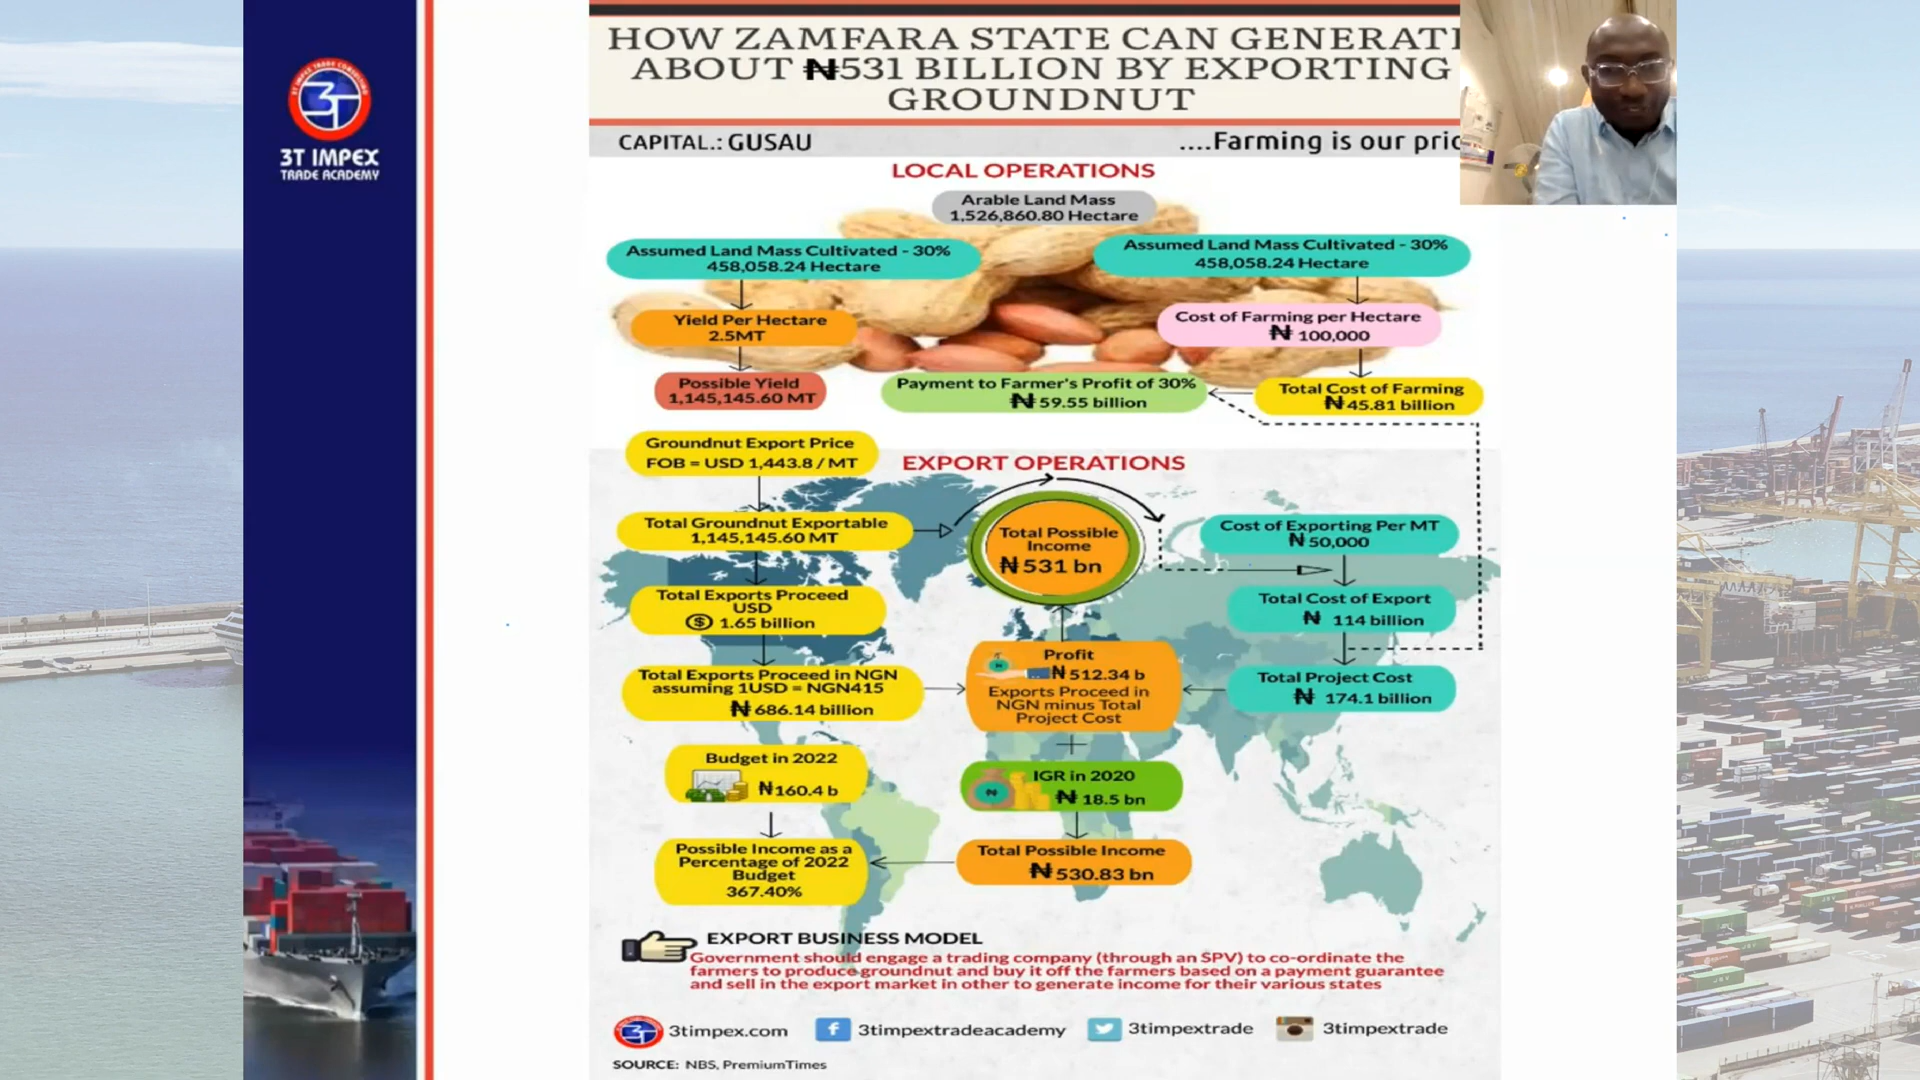 3T IMPEX TRADE CONSULTING
3T
3T IMPEX
TRADE ACADEMY
HOW ZAMFARA STATE CAN GENERATE
ABOUT ₦531 BILLION BY EXPORTING
GROUNDNUT
CAPITAL.: GUSAU
....Farming is our
LOCAL OPERATIONS
Arable Land Mass
1,526,860.80 Hectare
Assumed Land Mass Cultivated - 30%
458,058.24 Hectare
Assumed Land Mass Cultivated - 30%
458,058.24 Hectare
Yield Per Hectare
2.5MT
Cost of Farming per Hectare
₦ 100,000
Possible Yield
1,145,145.60 MT
Payment to Farmer's Profit of 30%
₦ 59.55 billion
Total Cost of Farming
₦ 45.81 billion
Groundnut Export Price
FOB = USD 1,443.8 / MT
EXPORT OPERATIONS
Total Groundnut Exportable
1,145,145.60 MT
Total Possible
Income
₦ 531 bn
Cost of Exporting Per MT
₦ 50,000
Total Exports Proceed
USD
$ 1.65 billion
Total Cost of Export
₦ 114 billion
Total Exports Proceed in NGN
assuming 1USD = NGN415
₦ 686.14 billion
Profit
₦ 512.34 b
Exports Proceed in
NGN minus Total
Project Cost
Total Project Cost
₦ 174.1 billion
Budget in 2022
₦160.4 b
IGR in 2020
₦ 18.5 bn
Possible Income as a
Percentage of 2022
Budget
367.40%
Total Possible Income
₦ 530.83 bn
EXPORT BUSINESS MODEL
Government should engage a trading company (through an SPV) to co-ordinate the
farmers to produce groundnut and buy it off the farmers based on a payment guarantee
and sell in the export market in other to generate income for their various states
3timpex.com
3timpextradeacademy
3timpextrade
3timpextrade
SOURCE: NBS, PremiumTimes